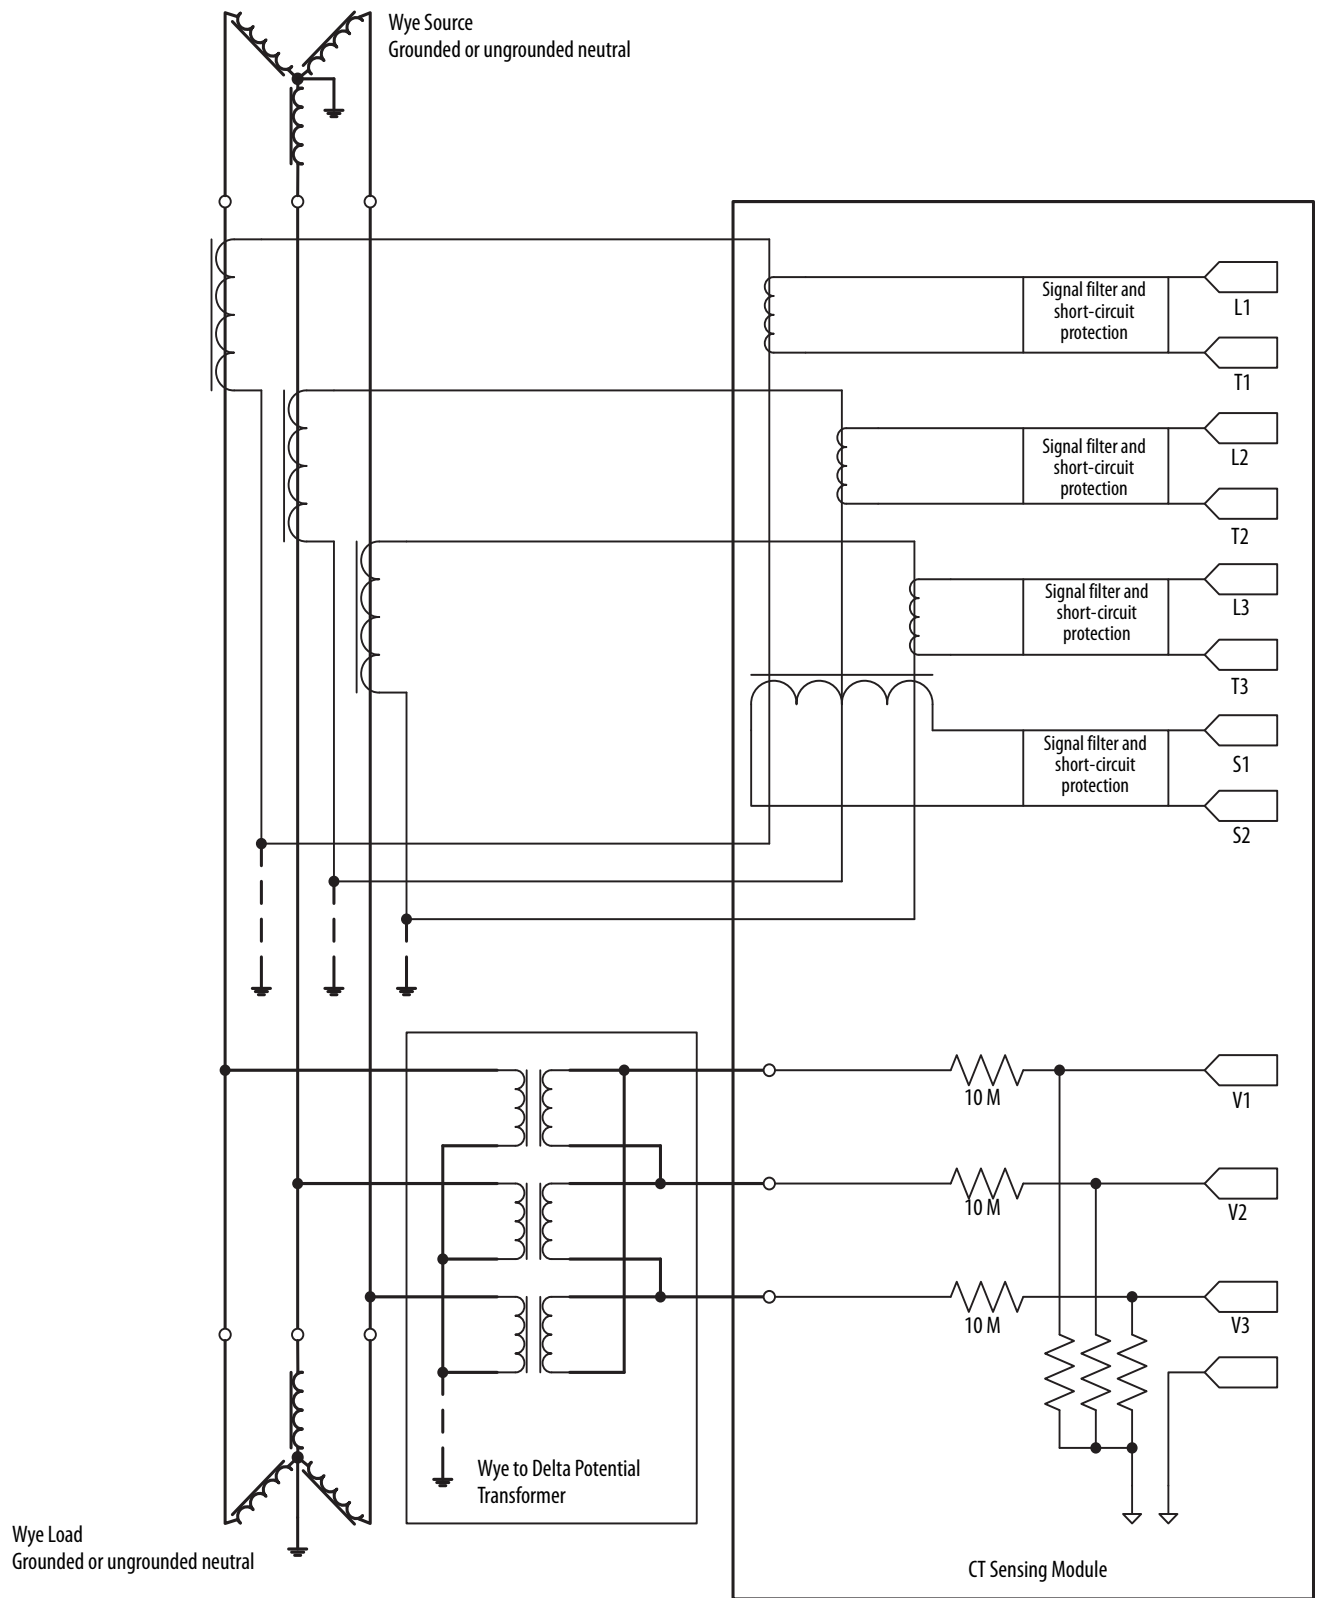 Wye Source
Grounded or ungrounded neutral
Signal filter and
short-circuit
protection
L1
T1
Signal filter and
short-circuit
protection
L2
T2
Signal filter and
short-circuit
protection
L3
T3
Signal filter and
short-circuit
protection
S1
S2
10 M
V1
10 M
V2
10 M
V3
Wye to Delta Potential
Transformer
Wye Load
Grounded or ungrounded neutral
CT Sensing Module